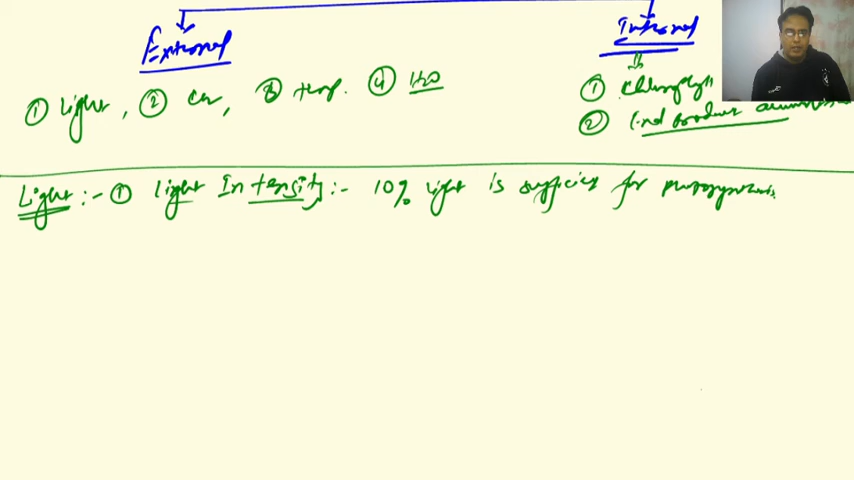 External
Internal
① Light, ② CO2, ③ temp. ④ H2O
① Chlorophyll
② End product accumulation
Light :- ① Light Intensity :- 10% light is sufficient for photosynthesis.